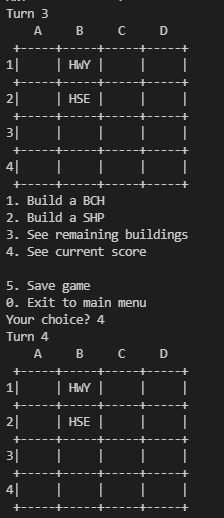 Turn 3
    A     B     C     D
 +-----+-----+-----+-----+
1|     | HWY |     |     |
 +-----+-----+-----+-----+
2|     | HSE |     |     |
 +-----+-----+-----+-----+
3|     |     |     |     |
 +-----+-----+-----+-----+
4|     |     |     |     |
 +-----+-----+-----+-----+
1. Build a BCH
2. Build a SHP
3. See remaining buildings
4. See current score

5. Save game
0. Exit to main menu
Your choice? 4
Turn 4
    A     B     C     D
 +-----+-----+-----+-----+
1|     | HWY |     |     |
 +-----+-----+-----+-----+
2|     | HSE |     |     |
 +-----+-----+-----+-----+
3|     |     |     |     |
 +-----+-----+-----+-----+
4|     |     |     |     |
 +-----+-----+-----+-----+